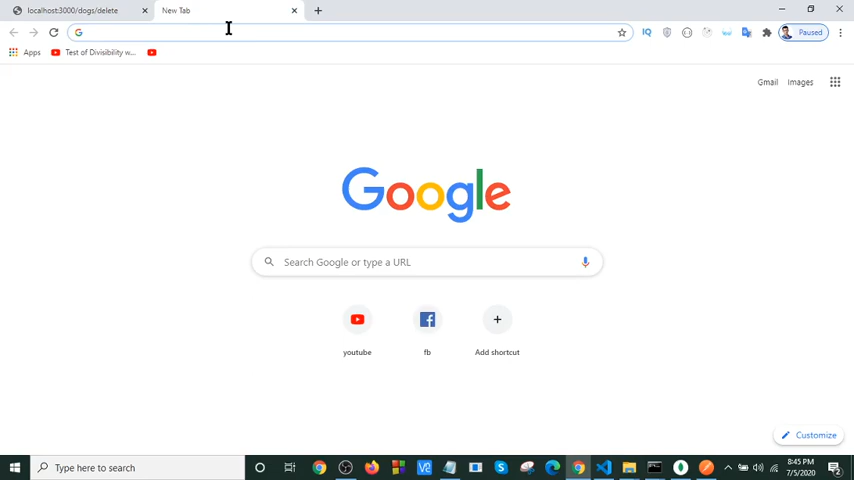 localhost:3000/dogs/delete
New Tab
Paused
Apps
Test of Divisibility w...
Gmail
Images
Google
Search Google or type a URL
youtube
fb
Add shortcut
Customize
Type here to search
8:45 PM
7/5/2020